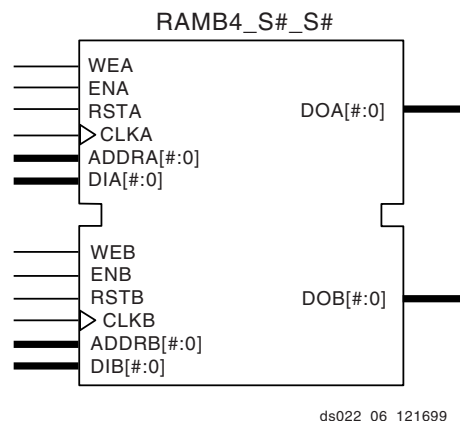 RAMB4_S#_S#
WEA
ENA
RSTA
CLKA
ADDRA[#:0]
DIA[#:0]
DOA[#:0]
WEB
ENB
RSTB
CLKB
ADDRB[#:0]
DIB[#:0]
DOB[#:0]
ds022_06_121699